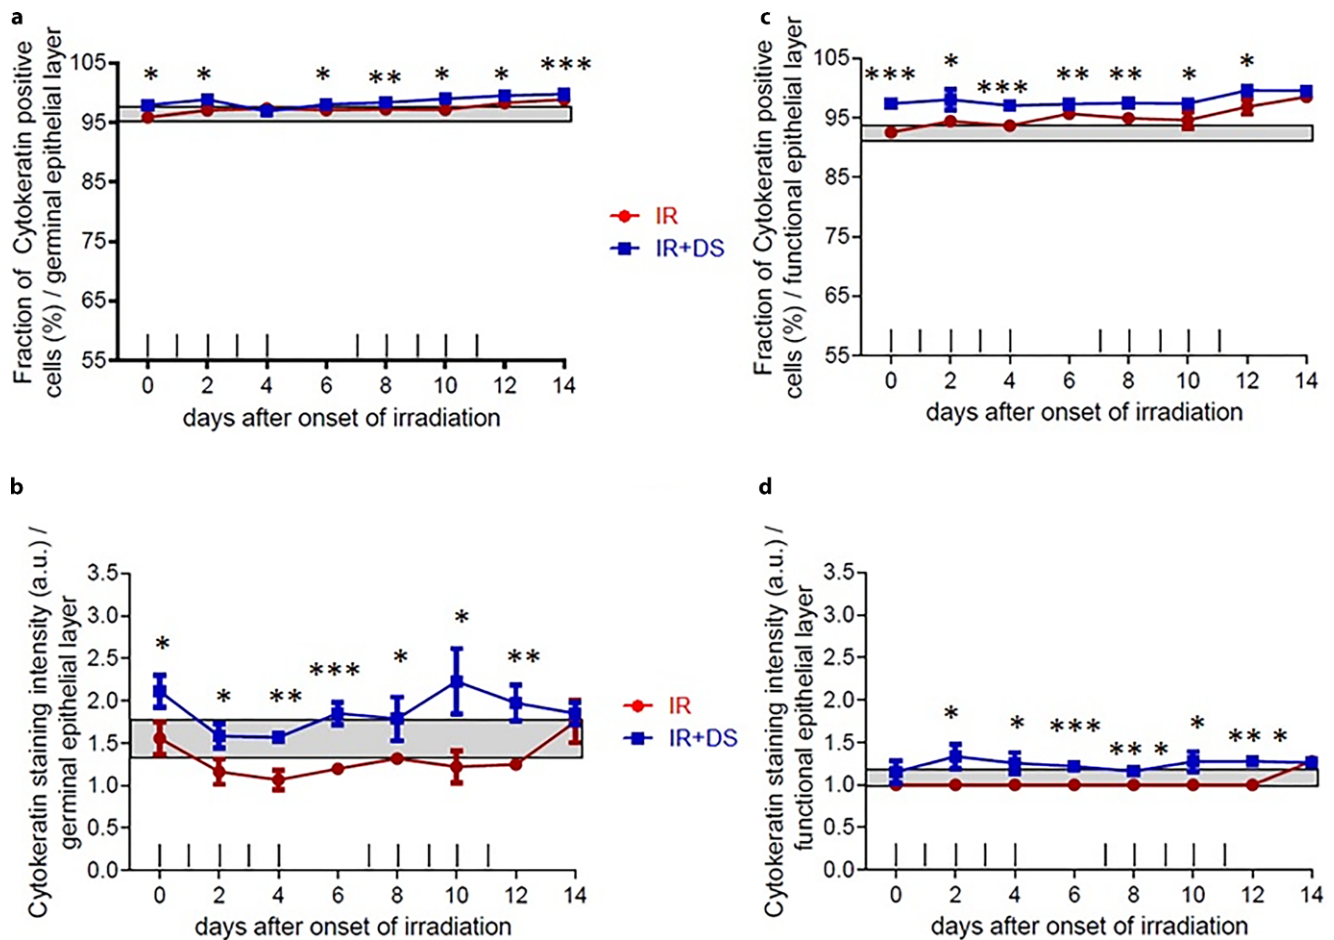 a
Fraction of Cytokeratin positive
cells (%) / germinal epithelial layer
105
95
85
75
65
55
* * * ** * * ***
0 2 4 6 8 10 12 14
days after onset of irradiation
IR
IR+DS
c
Fraction of Cytokeratin positive
cells (%) / functional epithelial layer
105
95
85
75
65
55
*** * *** ** ** * *
0 2 4 6 8 10 12 14
days after onset of irradiation
b
Cytokeratin staining intensity (a.u.) /
germinal epithelial layer
3.5
3.0
2.5
2.0
1.5
1.0
0.5
0.0
* * ** *** * * **
0 2 4 6 8 10 12 14
days after onset of irradiation
IR
IR+DS
d
Cytokeratin staining intensity (a.u.) /
functional epithelial layer
3.5
3.0
2.5
2.0
1.5
1.0
0.5
0.0
* * *** ** * * ** *
0 2 4 6 8 10 12 14
days after onset of irradiation